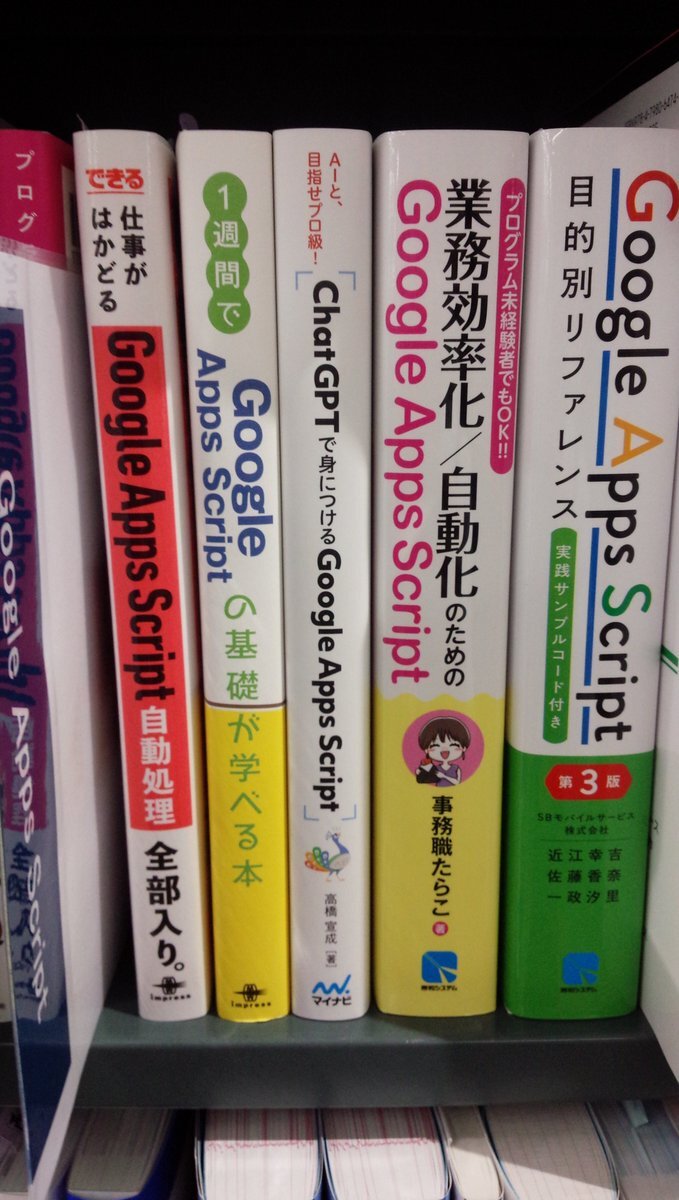 プログ
Google Apps Script
できる
仕事が
はかどる
Google Apps Script
自動処理
全部入り。
impress
1週間で
Google
Apps Script
の基礎が学べる本
impress
AIと、
目指せプロ級！
ChatGPTで身につけるGoogle Apps Script
高橋宣成［著］
マイナビ
プログラム未経験者でもOK!!
業務効率化／自動化のための
Google Apps Script
事務職たらこ 著
秀和システム
Google Apps Script
目的別リファレンス
実践サンプルコード付き
第3版
SBモバイルサービス
株式会社
近江幸吉
佐藤香奈
一政汐里
秀和システム